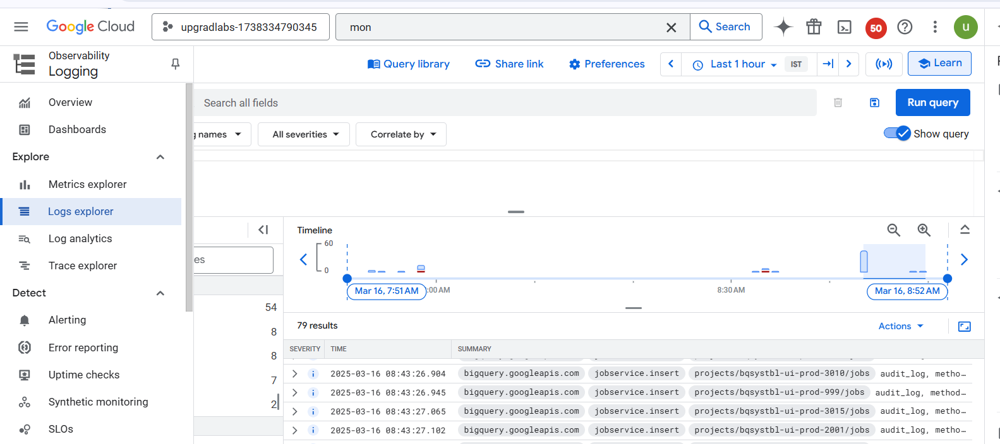 Google Cloud
upgradlabs-1738334790345
mon
Search
50
u
Observability
Logging
Query library
Share link
Preferences
Last 1 hour
IST
Learn
Overview
Dashboards
Explore
Metrics explorer
Logs explorer
Log analytics
Trace explorer
Detect
Alerting
Error reporting
Uptime checks
Synthetic monitoring
SLOs
Search all fields
Run query
names
All severities
Correlate by
Show query
es
54
8
8
7
2
Timeline
60
0
Mar 16, 7:51 AM
:00 AM
8:30 AM
Mar 16, 8:52 AM
79 results
Actions
SEVERITY TIME SUMMARY
i 2025-03-16 08:43:26.904 bigquery.googleapis.com jobservice.insert projects/bqsystbl-ui-prod-3010/jobs audit_log, metho…
i 2025-03-16 08:43:26.945 bigquery.googleapis.com jobservice.insert projects/bqsystbl-ui-prod-999/jobs audit_log, method…
i 2025-03-16 08:43:27.065 bigquery.googleapis.com jobservice.insert projects/bqsystbl-ui-prod-3015/jobs audit_log, metho…
i 2025-03-16 08:43:27.102 bigquery.googleapis.com jobservice.insert projects/bqsystbl-ui-prod-2001/jobs audit_log, metho…